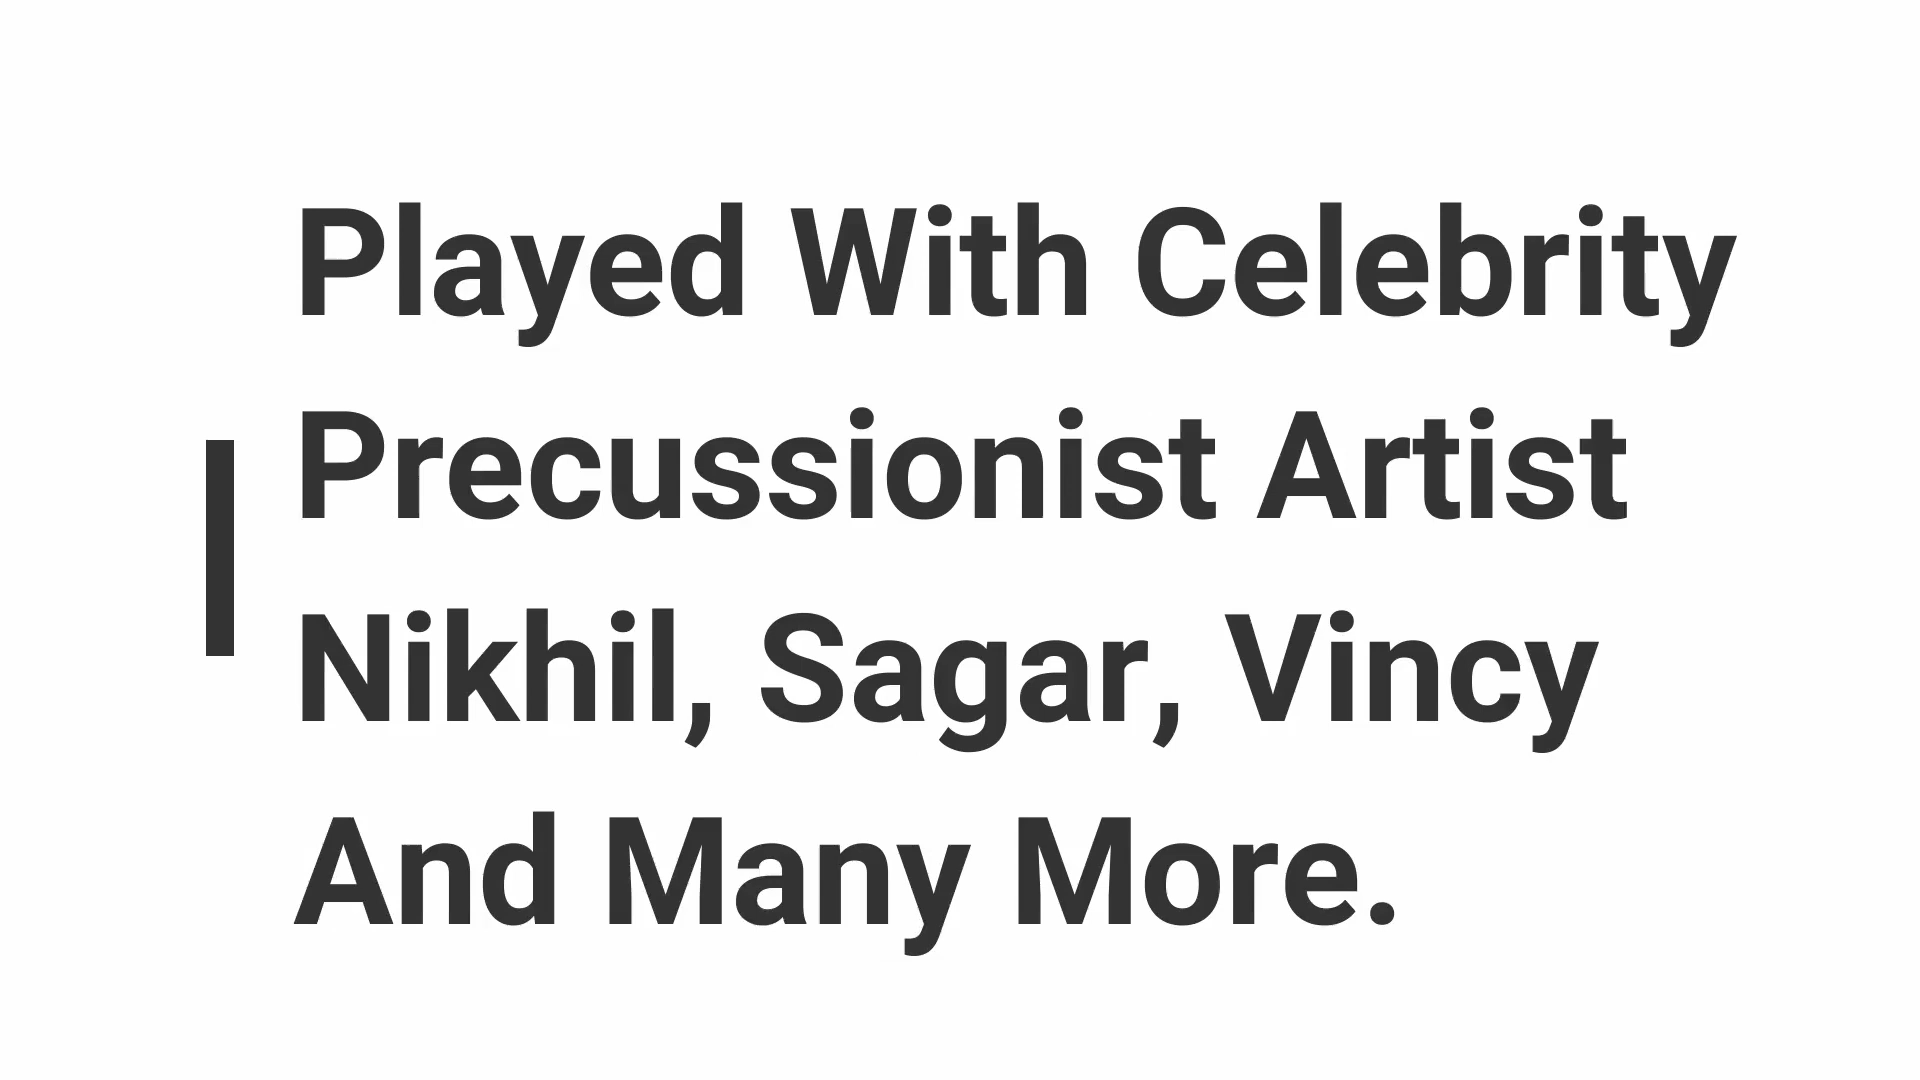 Played With Celebrity
Precussionist Artist
Nikhil, Sagar, Vincy
And Many More.